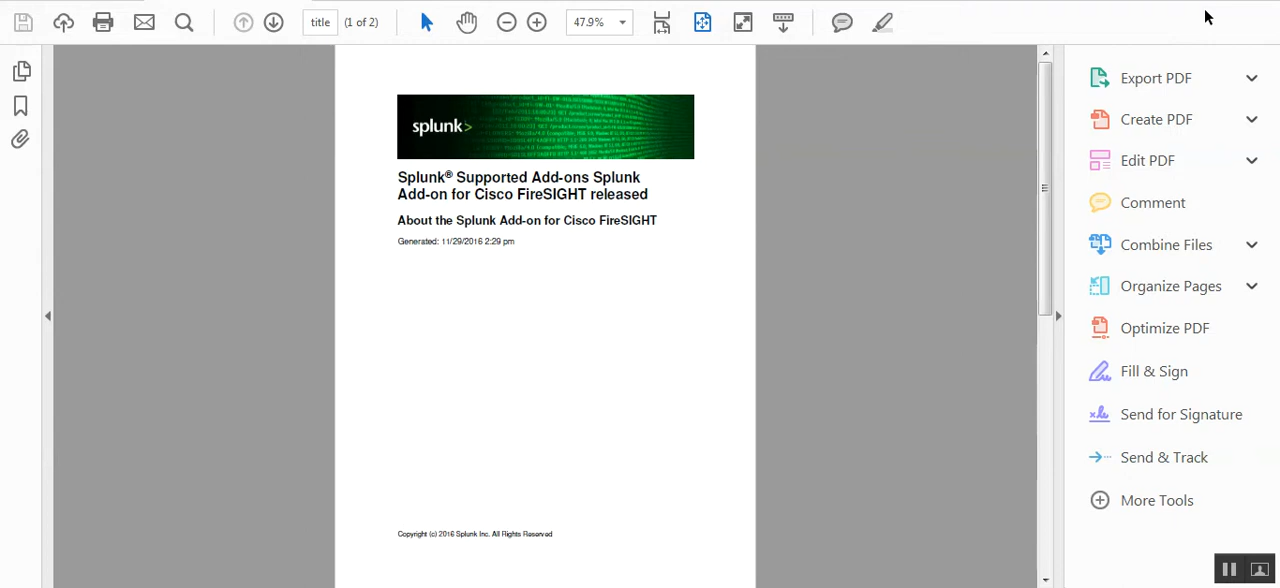 title (1 of 2) 47.9%
splunk>
Splunk® Supported Add-ons Splunk
Add-on for Cisco FireSIGHT released
About the Splunk Add-on for Cisco FireSIGHT
Generated: 11/29/2016 2:29 pm
Copyright (c) 2016 Splunk Inc. All Rights Reserved
Export PDF
Create PDF
Edit PDF
Comment
Combine Files
Organize Pages
Optimize PDF
Fill & Sign
Send for Signature
Send & Track
More Tools